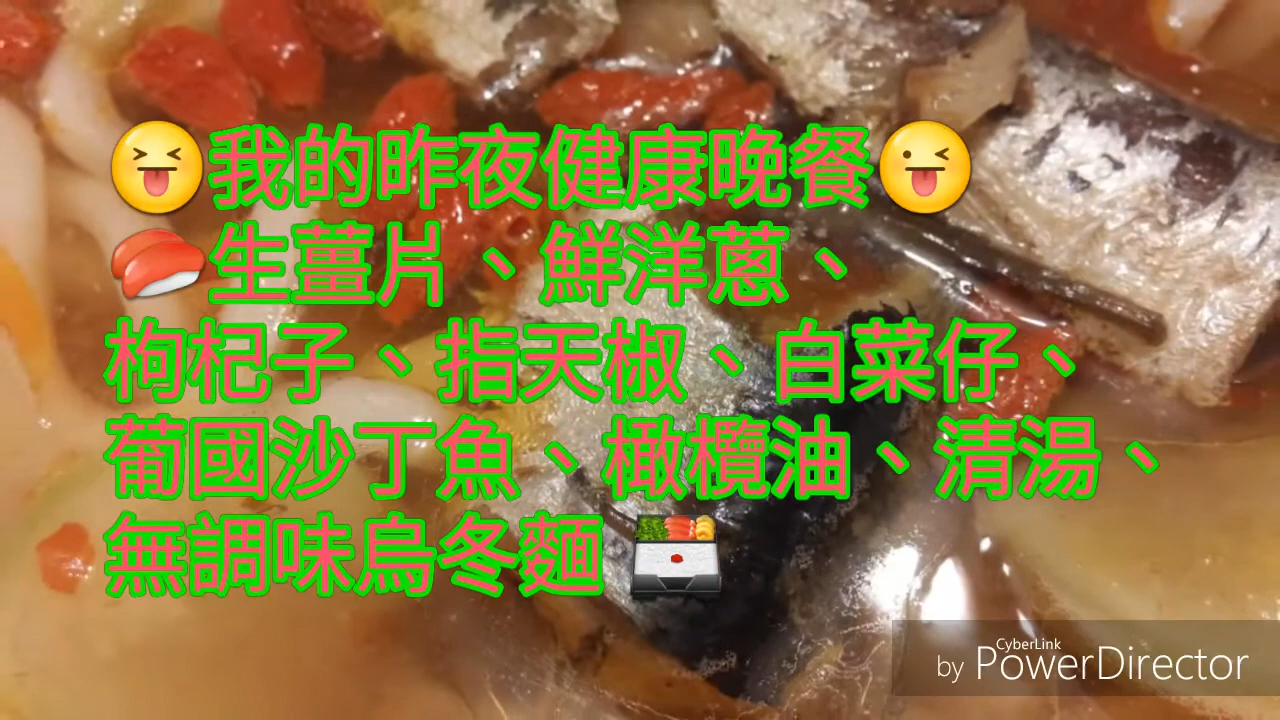 😝我的昨夜健康晚餐😜
🍣生薑片、鮮洋蔥、
枸杞子、指天椒、白菜仔、
葡國沙丁魚、橄欖油、清湯、
無調味烏冬麵🍱
CyberLink
by PowerDirector